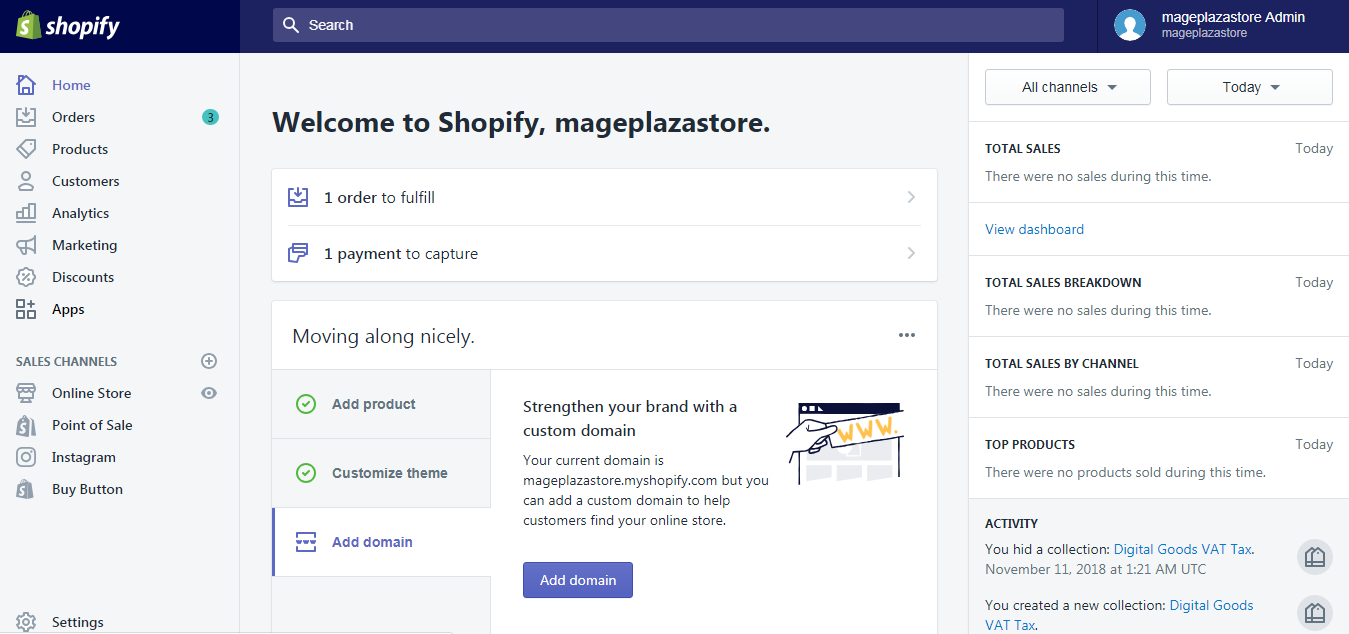 shopify
Search
mageplazastore Admin
mageplazastore
Home
Orders
3
Products
Customers
Analytics
Marketing
Discounts
Apps
SALES CHANNELS
Online Store
Point of Sale
Instagram
Buy Button
Settings
Welcome to Shopify, mageplazastore.
1 order to fulfill
1 payment to capture
Moving along nicely.
Add product
Customize theme
Add domain
Strengthen your brand with a
custom domain
Your current domain is
mageplazastore.myshopify.com but you
can add a custom domain to help
customers find your online store.
Add domain
WWW.
All channels
Today
TOTAL SALES
Today
There were no sales during this time.
View dashboard
TOTAL SALES BREAKDOWN
Today
There were no sales during this time.
TOTAL SALES BY CHANNEL
Today
There were no sales during this time.
TOP PRODUCTS
Today
There were no products sold during this time.
ACTIVITY
You hid a collection: Digital Goods VAT Tax.
November 11, 2018 at 1:21 AM UTC
You created a new collection: Digital Goods
VAT Tax.